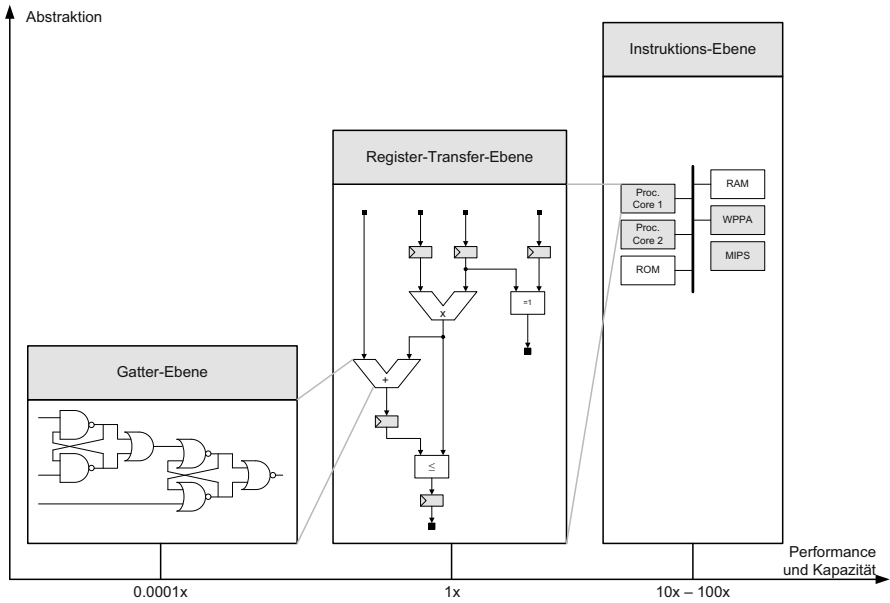 Abstraktion
Instruktions-Ebene
Register-Transfer-Ebene
Proc.
Core 1
RAM
WPPA
Proc.
Core 2
MIPS
ROM
=1
x
Gatter-Ebene
+
≤
Performance
und Kapazität
0.0001x
1x
10x – 100x